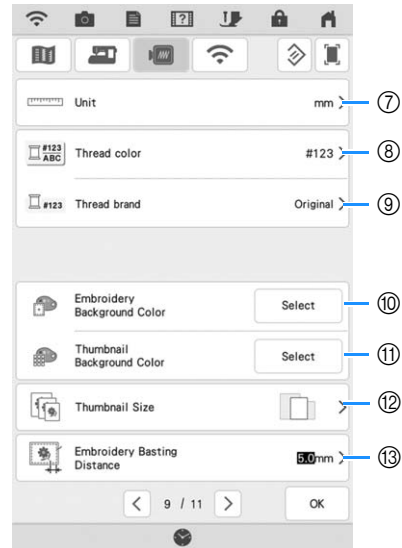 ?
Unit mm ⑦
#123
ABC
Thread color #123 ⑧
#123 Thread brand Original ⑨
Embroidery
Background Color Select ⑩
Thumbnail
Background Color Select ⑪
Thumbnail Size ⑫
Embroidery Basting
Distance 5.0mm ⑬
9 / 11 OK